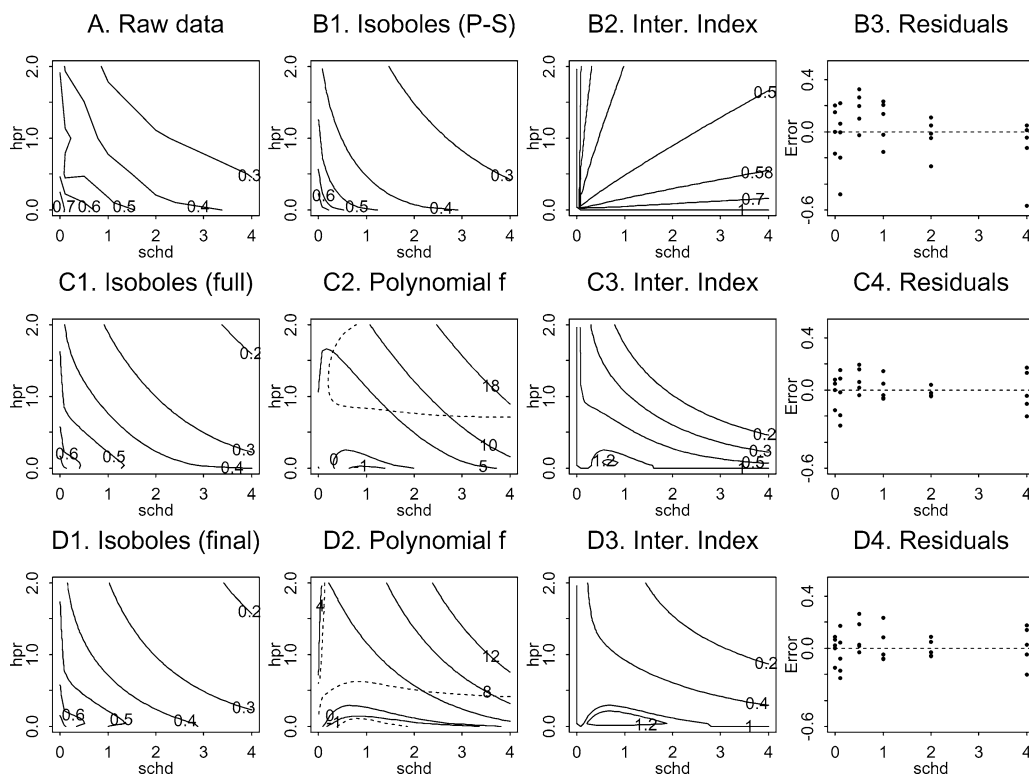 A. Raw data
B1. Isoboles (P-S)
B2. Inter. Index
B3. Residuals
hpr
0.0 1.0 2.0
0.7 0.6 0.5 0.4 0.3
0 1 2 3 4
schd
hpr
0.0 1.0 2.0
0.6 0.5 0.4 0.3
0 1 2 3 4
schd
hpr
0.0 1.0 2.0
0.5
0.58
0.7
1
0 1 2 3 4
schd
Error
-0.6 0.0 0.4
0 1 2 3 4
C1. Isoboles (full)
C2. Polynomial f
C3. Inter. Index
C4. Residuals
hpr
0.0 1.0 2.0
0.6 0.5 0.4 0.3 0.2
0 1 2 3 4
schd
hpr
0.0 1.0 2.0
0 -1 5 10 18
0 1 2 3 4
schd
hpr
0.0 1.0 2.0
1.2 1 0.5 0.3 0.2
0 1 2 3 4
schd
-0.6 0.0 0.4
0 1 2 3 4
D1. Isoboles (final)
D2. Polynomial f
D3. Inter. Index
D4. Residuals
hpr
0.0 1.0 2.0
0.6 0.5 0.4 0.3 0.2
0 1 2 3 4
schd
hpr
0.0 1.0 2.0
4 0 -1 8 12
0 1 2 3 4
schd
hpr
0.0 1.0 2.0
1.2 1 0.4 0.2
0 1 2 3 4
schd
Error
-0.6 0.0 0.4
0 1 2 3 4